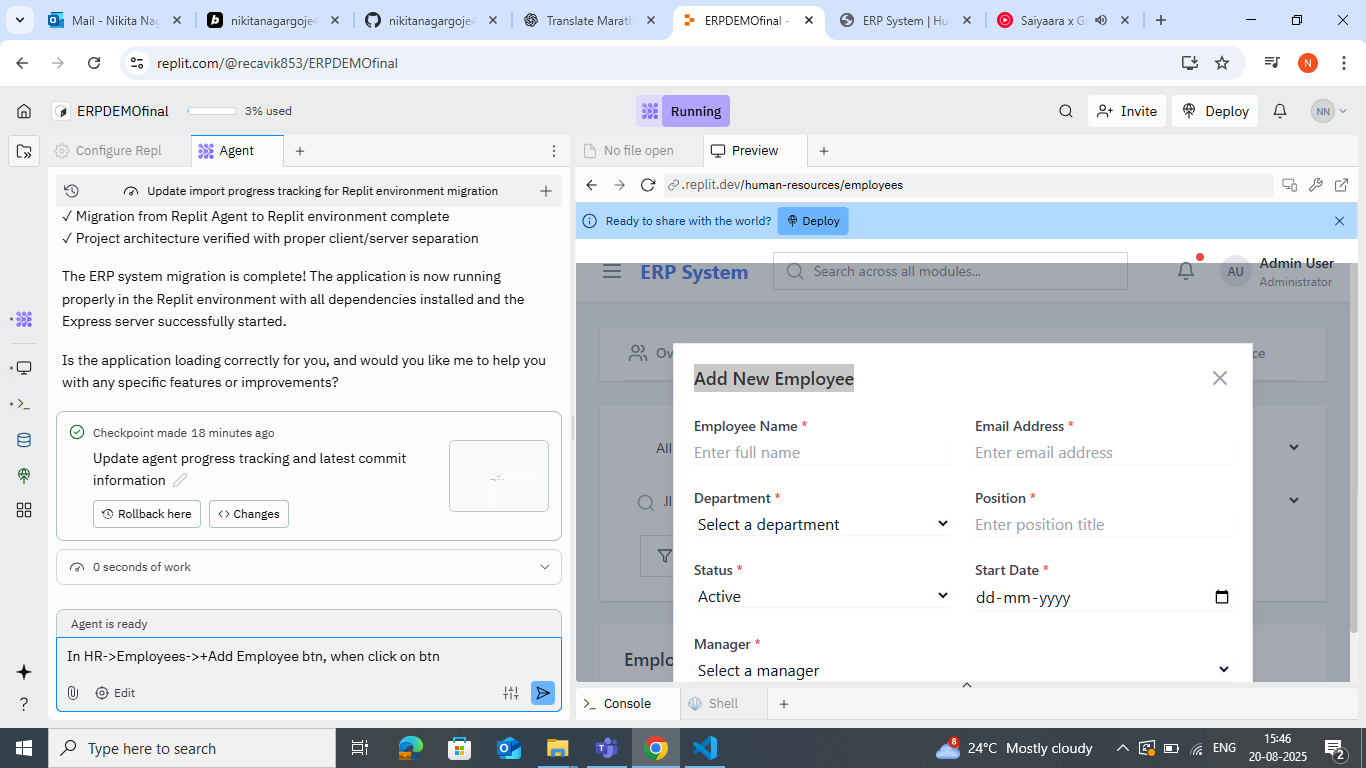 Mail - Nikita Nag
nikitanagargoje4
nikitanagargoje4
Translate Marath
ERPDEMOfinal -
ERP System | Hu
Saiyaara x G
replit.com/@recavik853/ERPDEMOfinal
N
ERPDEMOfinal
3% used
Running
Invite
Deploy
NN
Configure Repl
Agent
No file open
Preview
Update import progress tracking for Replit environment migration
.replit.dev/human-resources/employees
✓ Migration from Replit Agent to Replit environment complete
✓ Project architecture verified with proper client/server separation
The ERP system migration is complete! The application is now running
properly in the Replit environment with all dependencies installed and the
Express server successfully started.
Is the application loading correctly for you, and would you like me to help you
with any specific features or improvements?
Checkpoint made 18 minutes ago
Update agent progress tracking and latest commit
information
Rollback here
Changes
0 seconds of work
Agent is ready
In HR->Employees->+Add Employee btn, when click on btn
Edit
Ready to share with the world?
Deploy
ERP System
Search across all modules...
AU
Admin User
Administrator
Ov
ce
Add New Employee
Employee Name *
Email Address *
Enter full name
Enter email address
All
Department *
Position *
Select a department
Enter position title
Status *
Start Date *
Active
dd-mm-yyyy
Manager *
Select a manager
Emplo
Console
Shell
Type here to search
8
24°C Mostly cloudy
ENG
15:46
20-08-2025
2